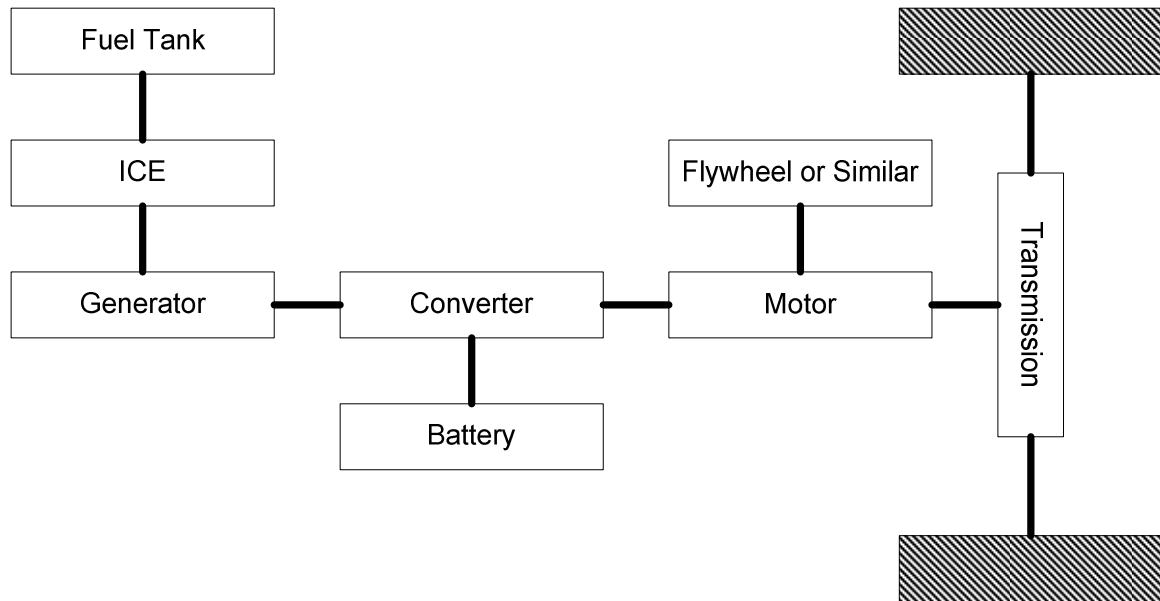 Fuel Tank
ICE
Flywheel or Similar
Generator
Converter
Motor
Transmission
Battery